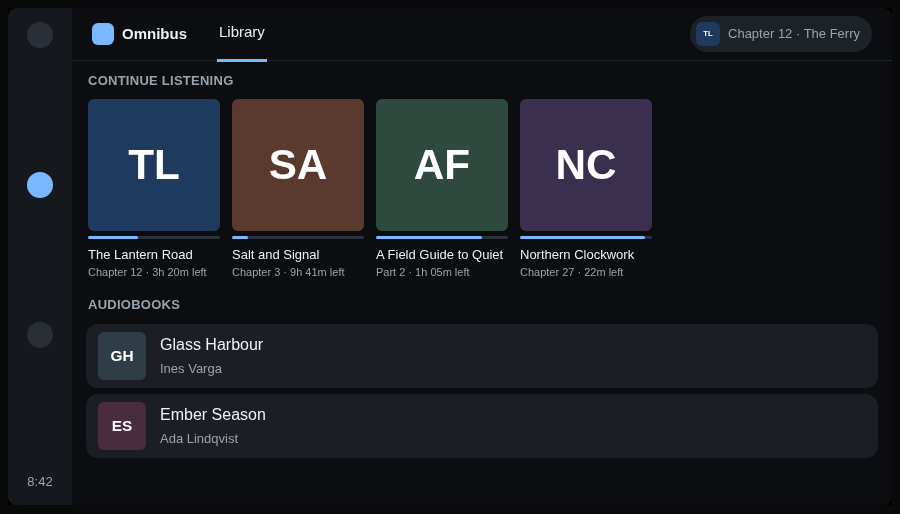 Omnibus
Library
TL
Chapter 12 · The Ferry
CONTINUE LISTENING
TL
SA
AF
NC
The Lantern Road
Salt and Signal
A Field Guide to Quiet
Northern Clockwork
Chapter 12 · 3h 20m left
Chapter 3 · 9h 41m left
Part 2 · 1h 05m left
Chapter 27 · 22m left
AUDIOBOOKS
GH
Glass Harbour
Ines Varga
ES
Ember Season
Ada Lindqvist
8:42